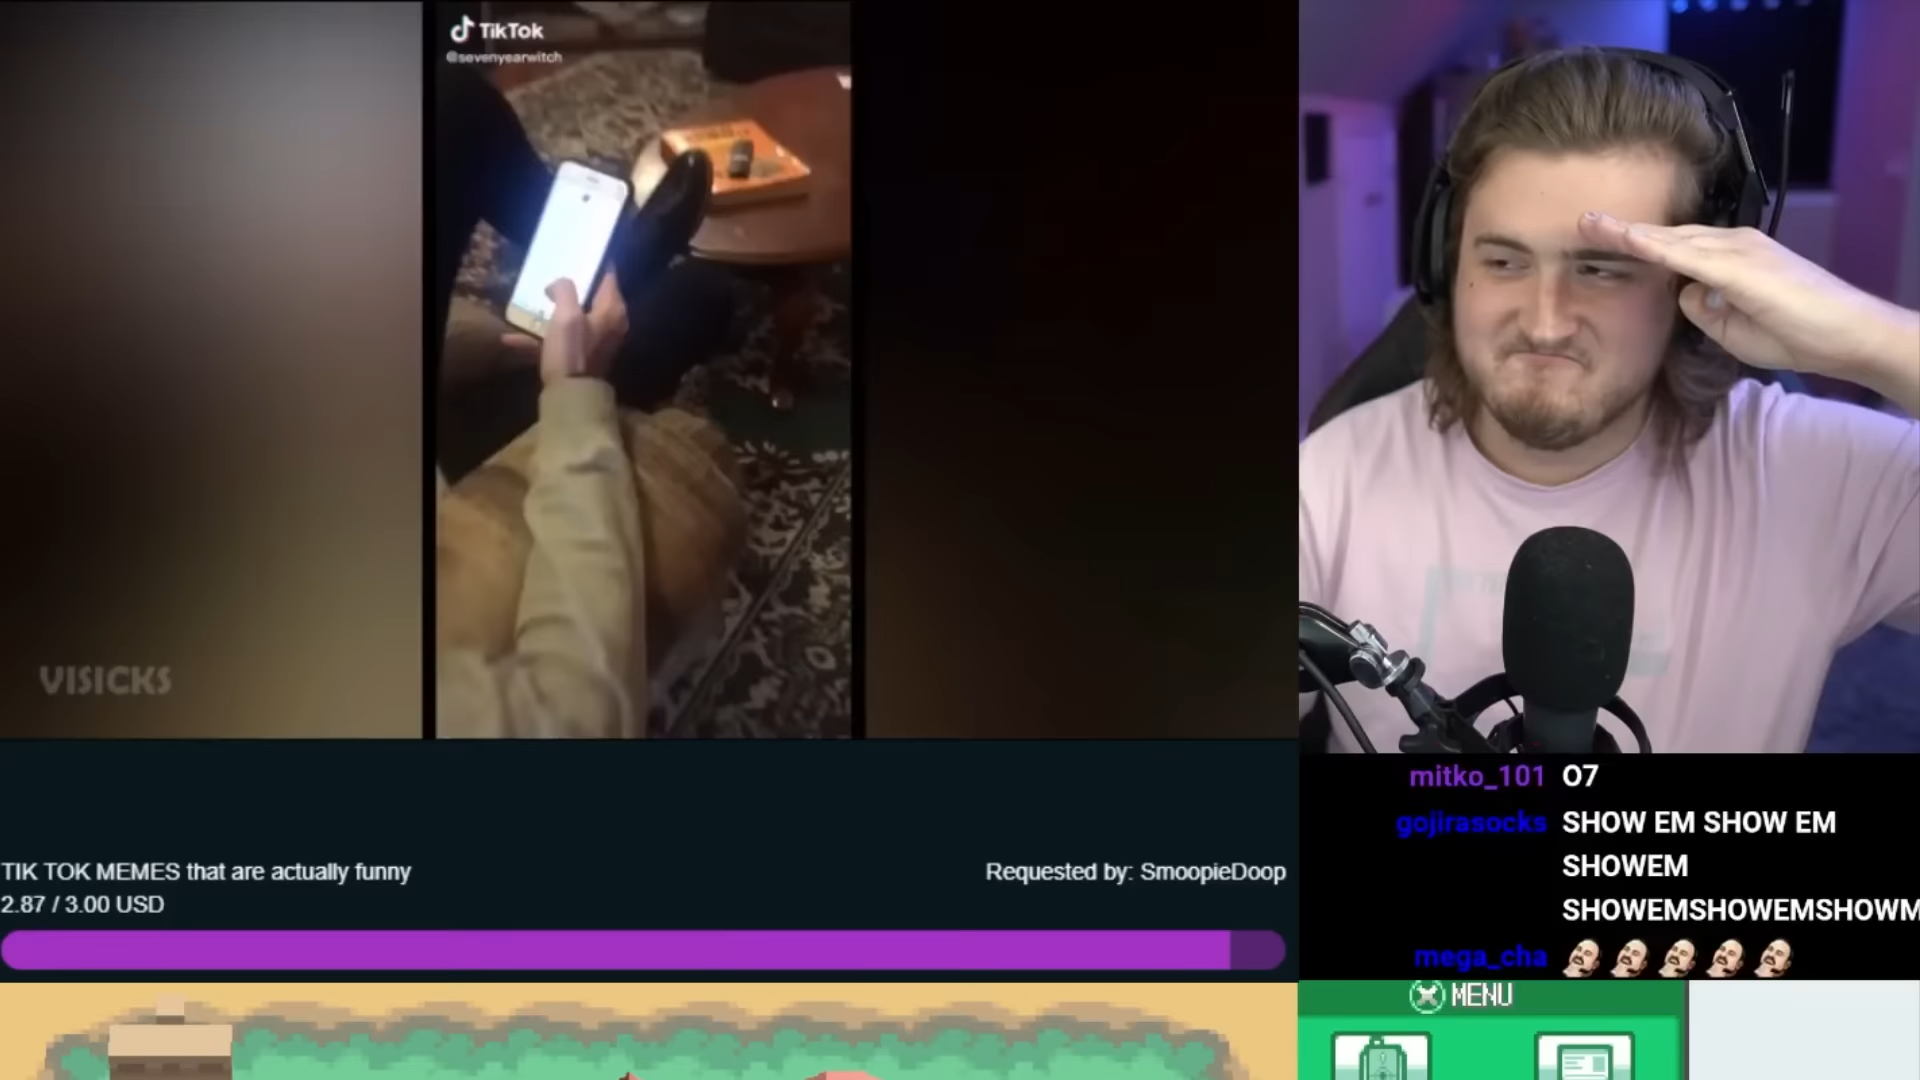 TikTok
@sevenyearwitch
VISICKS
TIK TOK MEMES that are actually funny
Requested by: SmoopieDoop
2.87 / 3.00 USD
mitko_101 O7
gojirasocks SHOW EM SHOW EM
SHOWEM
SHOWEMSHOWEMSHOWM
mega_cha
MENU